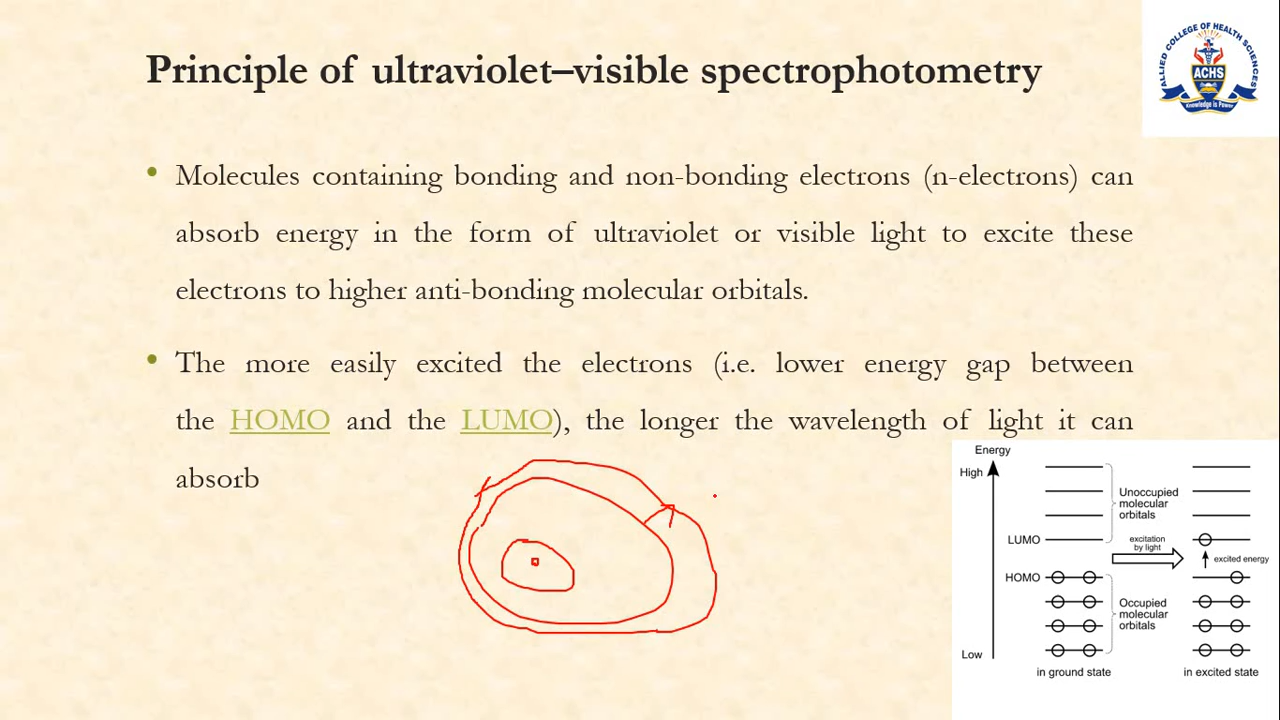 Principle of ultraviolet–visible spectrophotometry
ALLIED COLLEGE OF HEALTH SCIENCES
ACHS
Knowledge is Power
• Molecules containing bonding and non-bonding electrons (n-electrons) can
absorb energy in the form of ultraviolet or visible light to excite these
electrons to higher anti-bonding molecular orbitals.
• The more easily excited the electrons (i.e. lower energy gap between
the HOMO and the LUMO), the longer the wavelength of light it can
absorb
Energy
High
Unoccupied
molecular
orbitals
LUMO
excitation
by light
excited energy
HOMO
Occupied
molecular
orbitals
Low
in ground state
in excited state